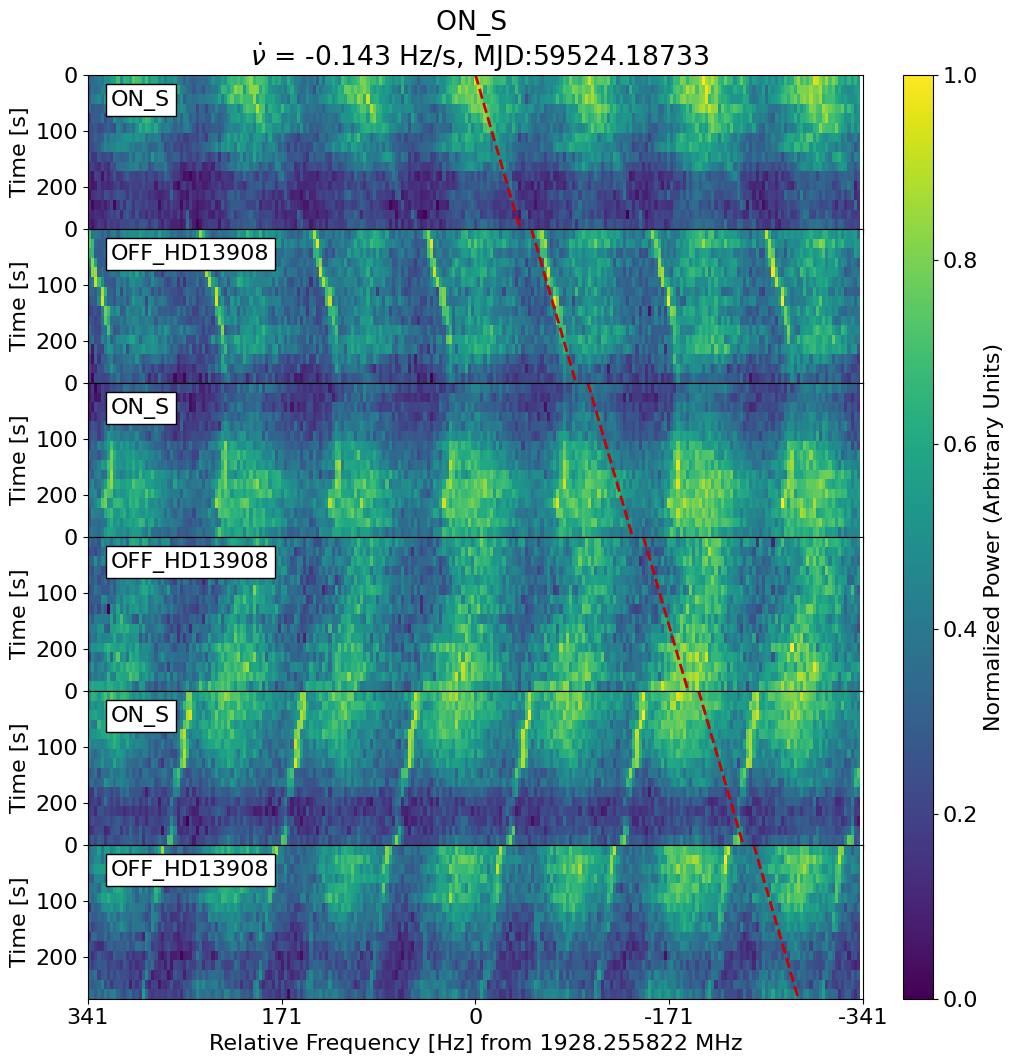 ON_S
ν̇ = -0.143 Hz/s, MJD:59524.18733
0
100
200
Time [s]
ON_S
0
100
200
Time [s]
OFF_HD13908
0
100
200
Time [s]
ON_S
0
100
200
Time [s]
OFF_HD13908
0
100
200
Time [s]
ON_S
0
100
200
Time [s]
OFF_HD13908
341 171 0 -171 -341
Relative Frequency [Hz] from 1928.255822 MHz
1.0
0.8
0.6
0.4
0.2
0.0
Normalized Power (Arbitrary Units)